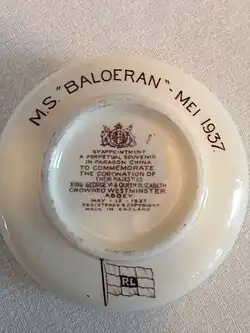 M.S. "BALOERAN" - MEI 1937
BY APPOINTMENT
A PERPETUAL SOUVENIR
IN PARAGON CHINA
TO COMMEMORATE
THE CORONATION OF
THEIR MAJESTIES
KING GEORGE VI & QUEEN ELIZABETH
CROWNED WESTMINSTER
ABBEY
MAY · 12 · 1937
REGISTERED & COPYRIGHT
MADE IN ENGLAND
RL